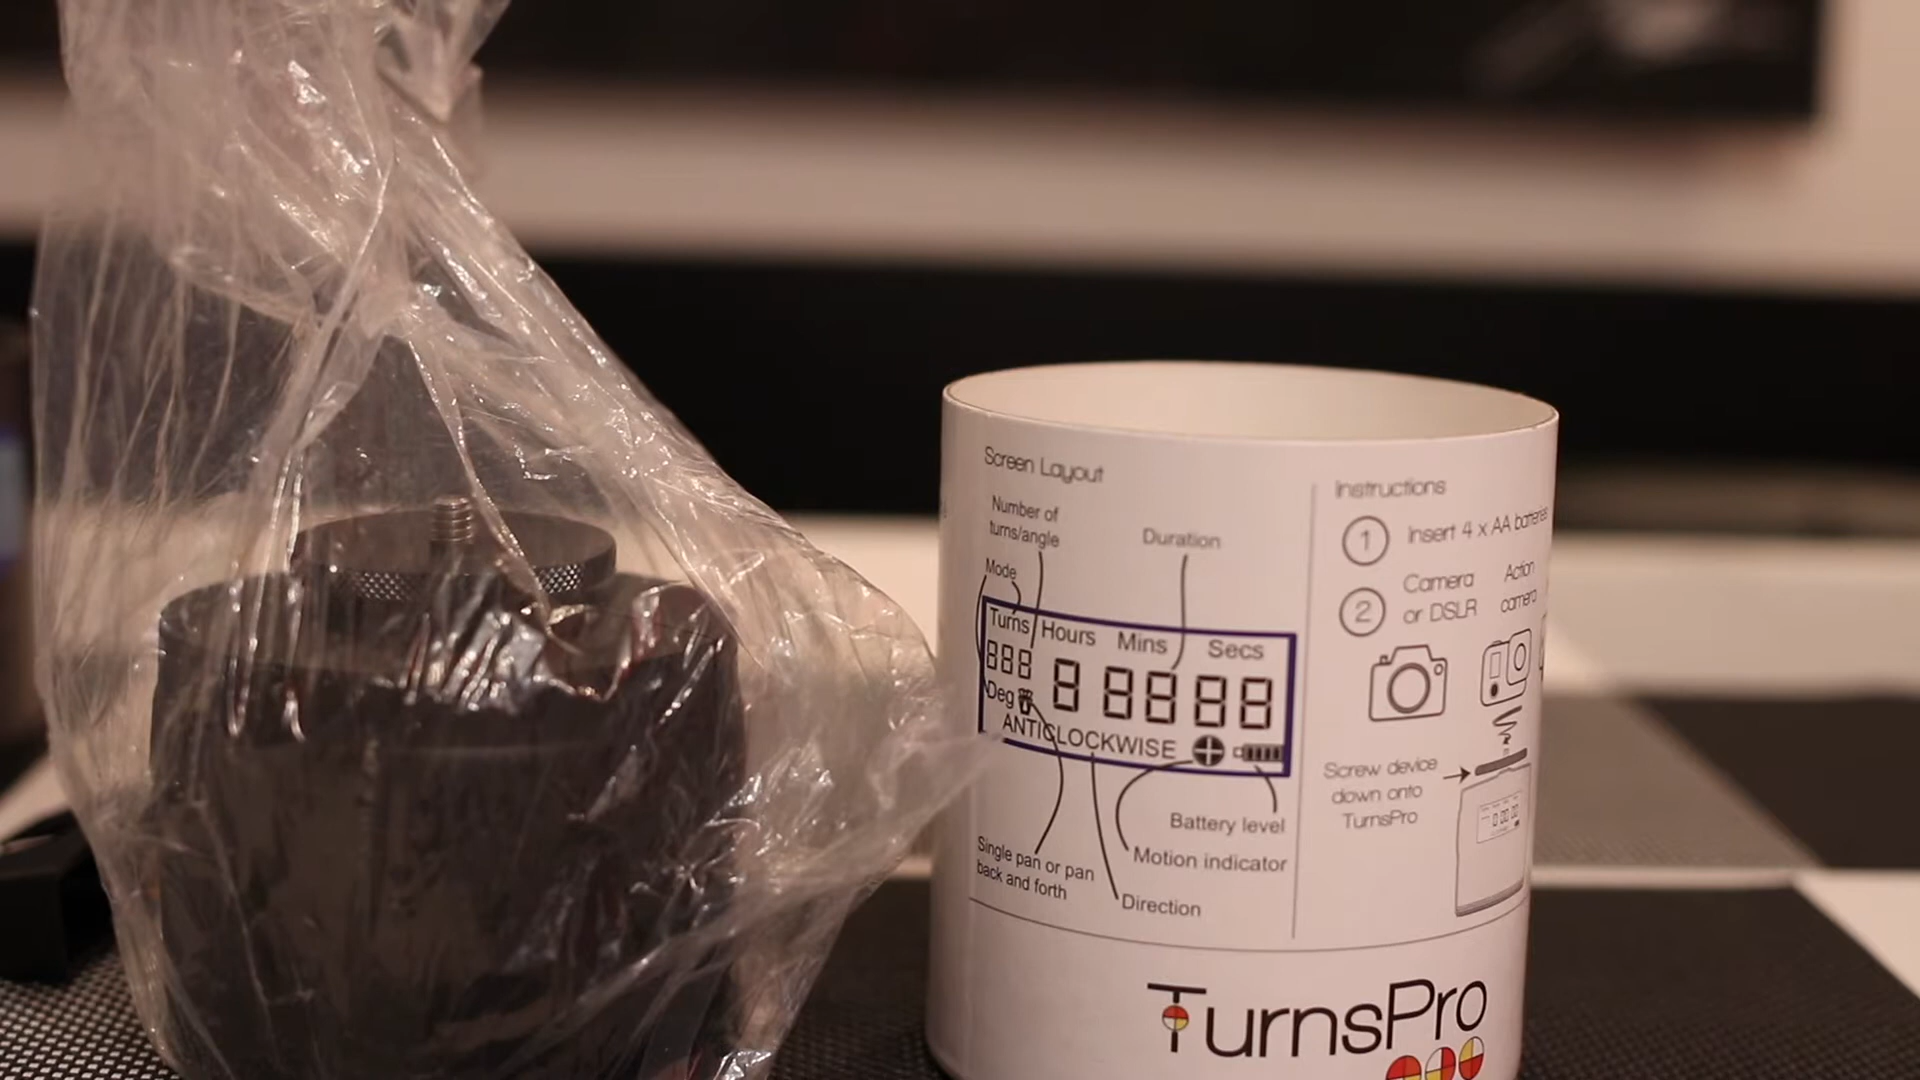 Screen Layout
Number of
turns/angle
Duration
Mode
Turns Hours Mins Secs
888 8 88 88
Deg
ANTICLOCKWISE
Battery level
Motion indicator
Single pan or pan
back and forth
Direction
Instructions
1 Insert 4 x AA batteries
2 Camera
or DSLR
Action
camera
Screw device
down onto
TurnsPro
TurnsPro